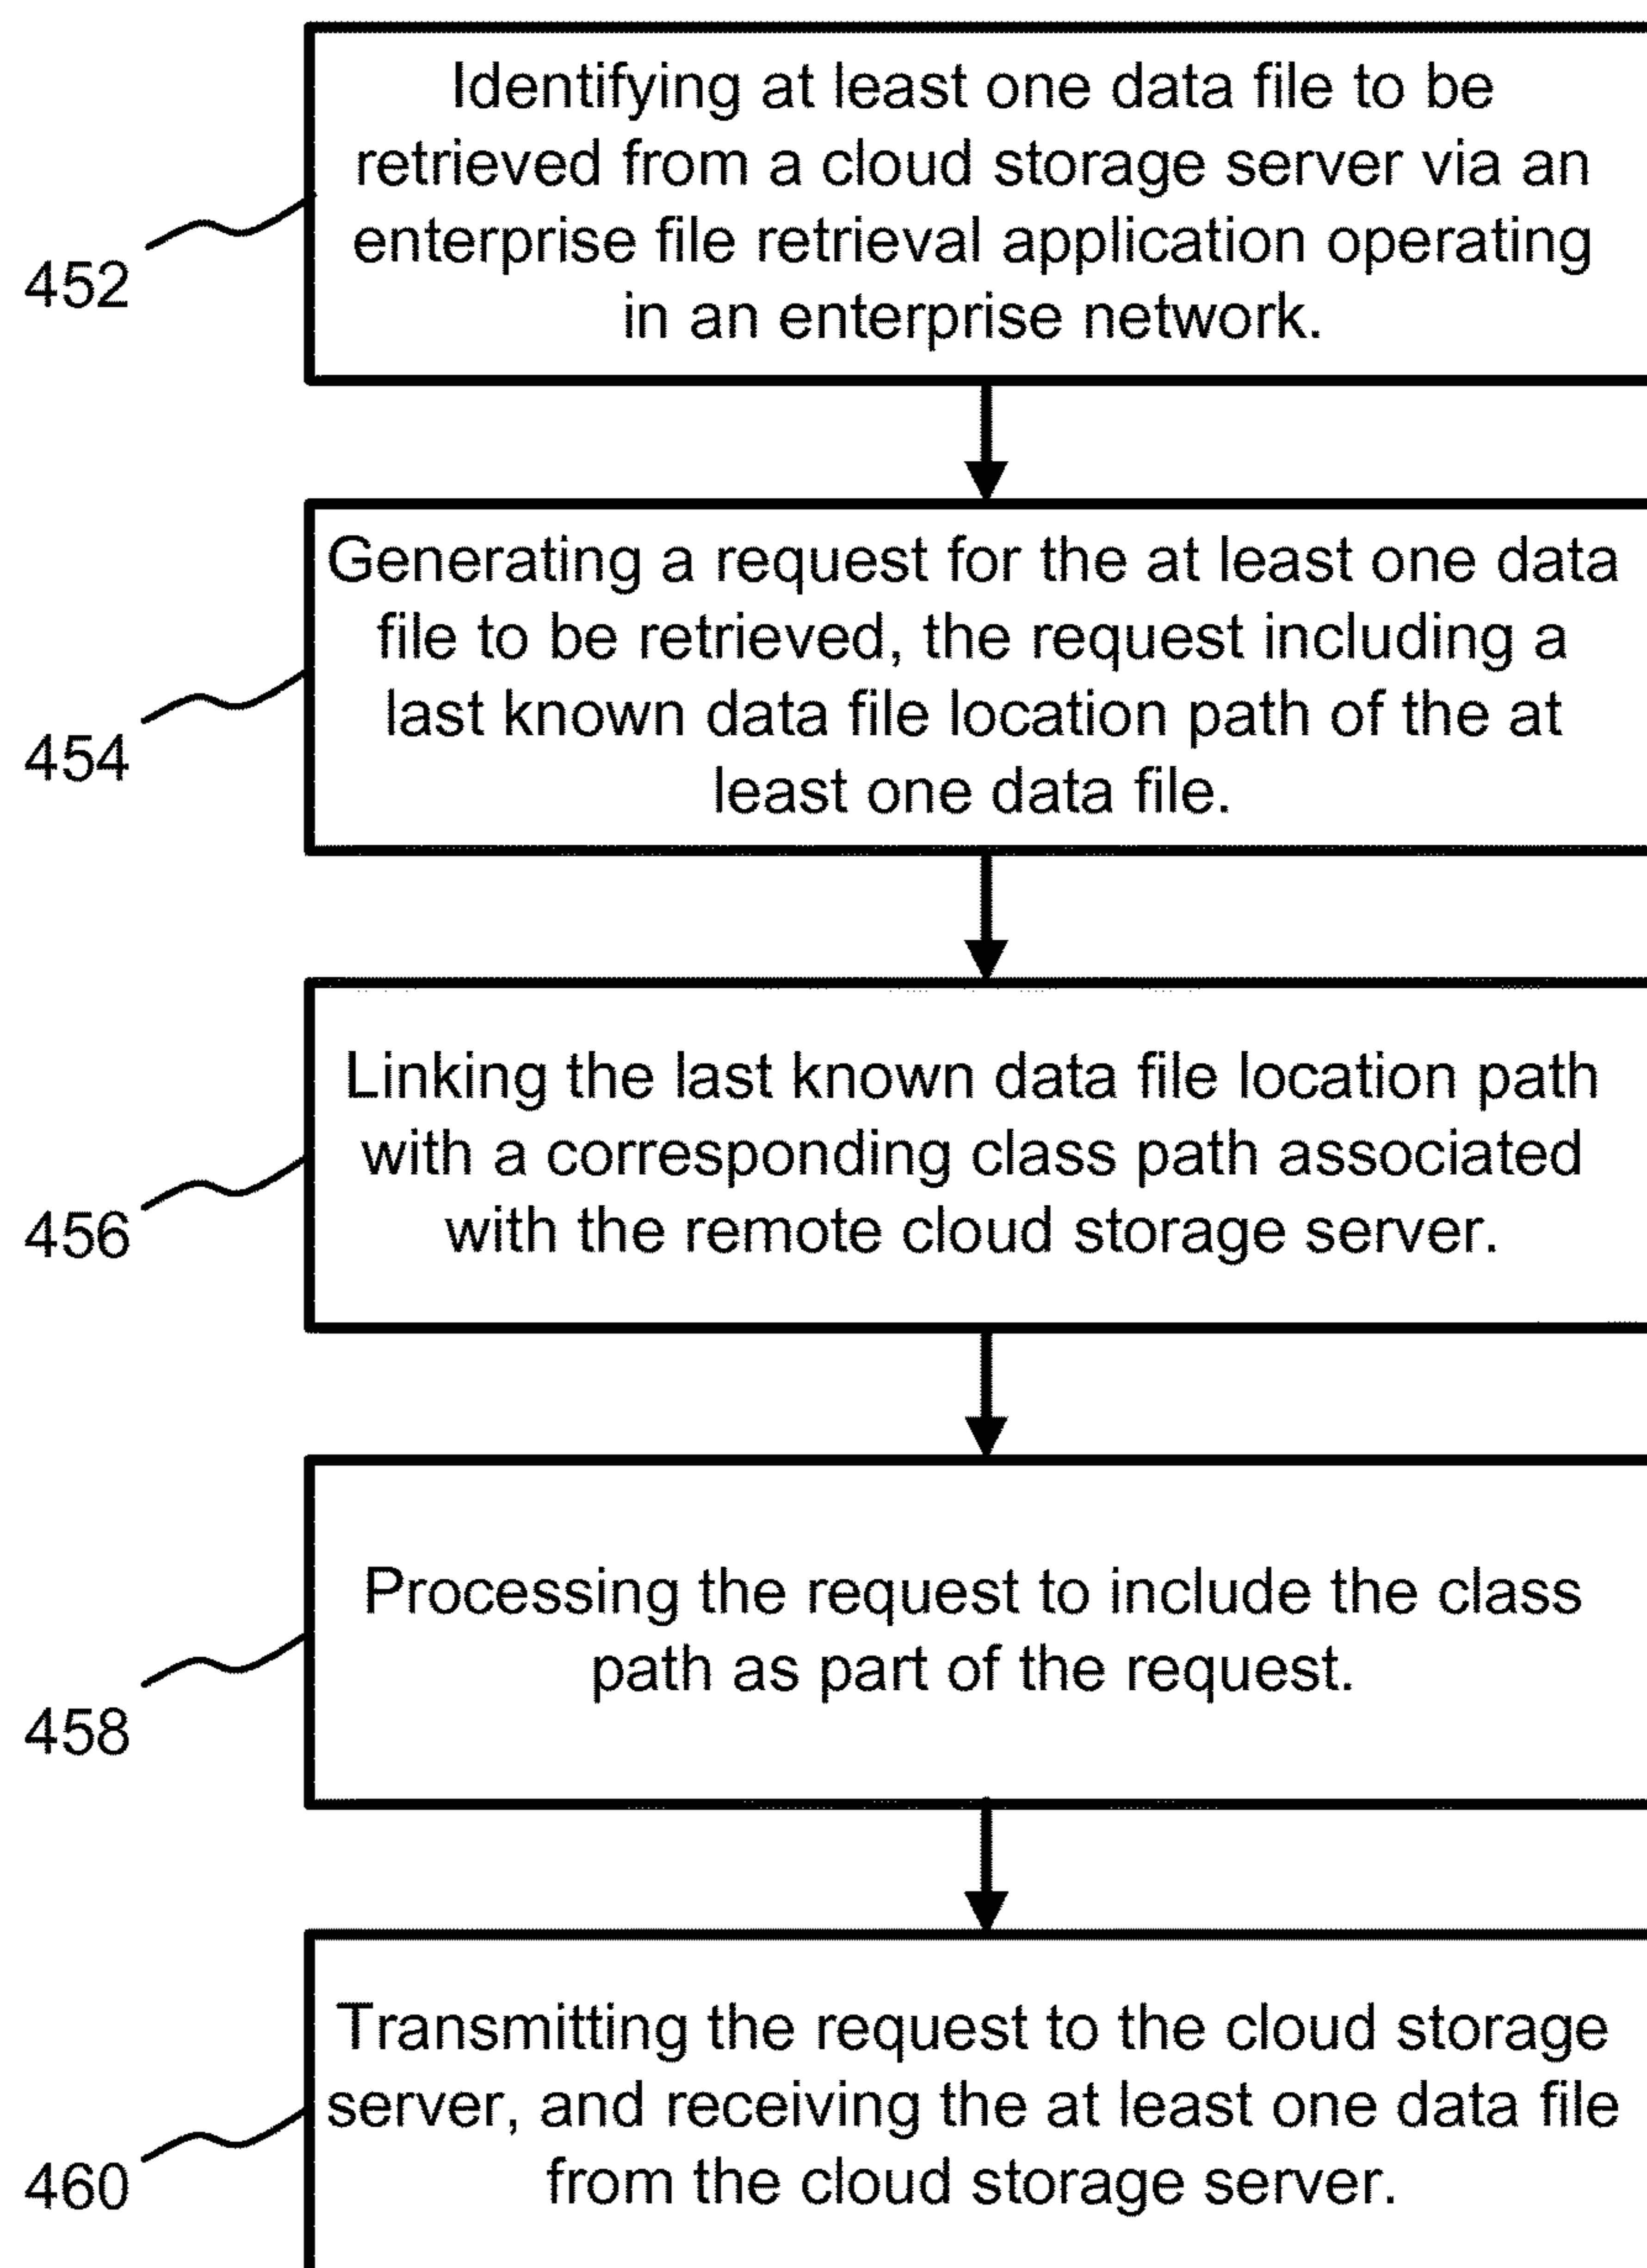 Identifying at least one data file to be
retrieved from a cloud storage server via an
enterprise file retrieval application operating
in an enterprise network.
452
Generating a request for the at least one data
file to be retrieved, the request including a
last known data file location path of the at
least one data file.
454
Linking the last known data file location path
with a corresponding class path associated
with the remote cloud storage server.
456
Processing the request to include the class
path as part of the request.
458
Transmitting the request to the cloud storage
server, and receiving the at least one data file
from the cloud storage server.
460